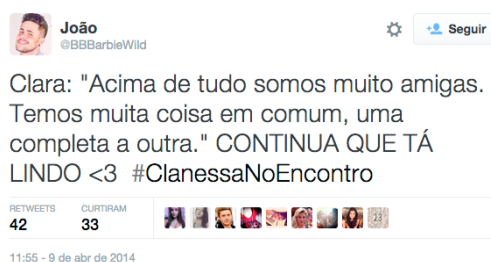 João
@BBBarbieWild
Seguir
Clara: "Acima de tudo somos muito amigas.
Temos muita coisa em comum, uma
completa a outra." CONTINUA QUE TÁ
LINDO <3 #ClanessaNoEncontro
RETWEETS CURTIRAM
42 33
11:55 - 9 de abr de 2014